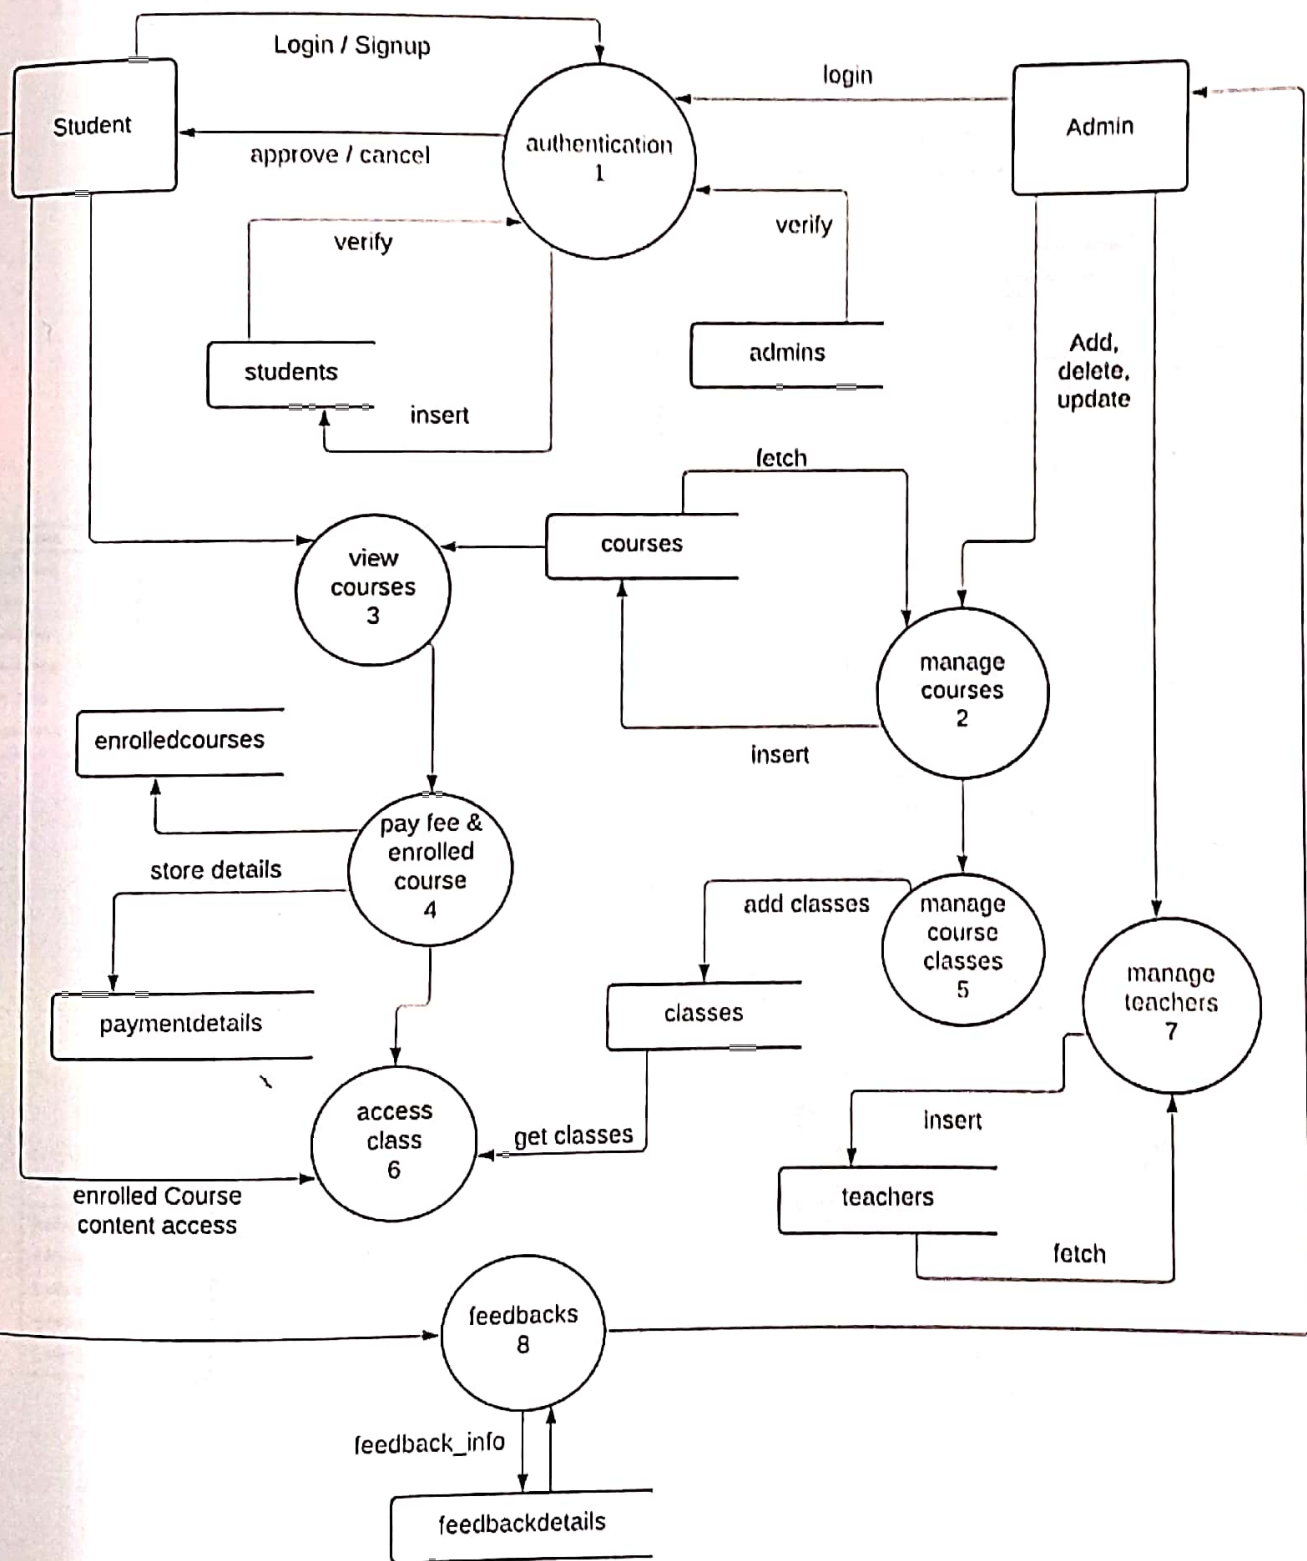 Login / Signup
login
Student
Admin
authentication
1
approve / cancel
verify
verify
students
admins
insert
Add,
delete,
update
fetch
courses
view
courses
3
manage
courses
2
insert
enrolledcourses
pay fee &
enrolled
course
4
store details
add classes
manage
course
classes
5
manage
teachers
7
paymentdetails
classes
access
class
6
get classes
insert
enrolled Course
content access
teachers
fetch
feedbacks
8
feedback_info
feedbackdetails